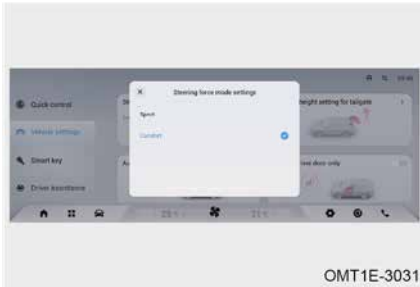 Steering force mode settings
Sport
Comfort
Quick control
Vehicle settings
height setting for tailgate
Smart key
door only
Driver assistance
OMT1E-3031